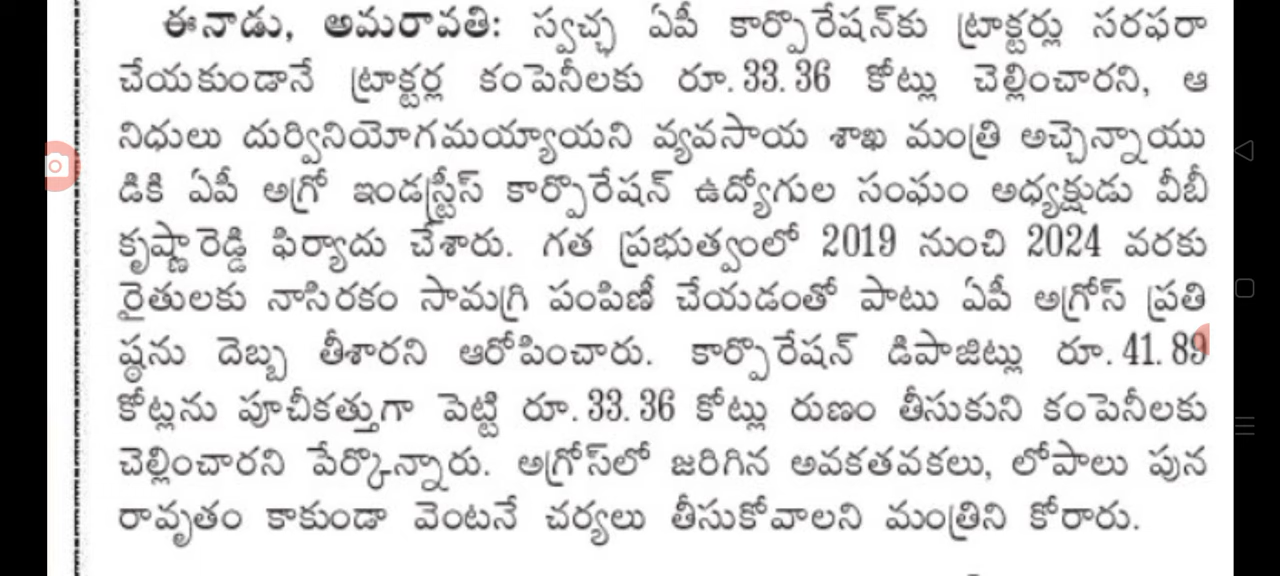 ఈనాడు, అమరావతి: స్వచ్ఛ ఏపీ కార్పొరేషన్‌కు ట్రాక్టర్లు సరఫరా
చేయకుండానే ట్రాక్టర్ల కంపెనీలకు రూ.33.36 కోట్లు చెల్లించారని, ఆ
నిధులు దుర్వినియోగమయ్యాయని వ్యవసాయ శాఖ మంత్రి అచ్చెన్నాయు
డికి ఏపీ అగ్రో ఇండస్ట్రీస్ కార్పొరేషన్ ఉద్యోగుల సంఘం అధ్యక్షుడు వీబీ
కృష్ణారెడ్డి ఫిర్యాదు చేశారు. గత ప్రభుత్వంలో 2019 నుంచి 2024 వరకు
రైతులకు నాసిరకం సామగ్రి పంపిణీ చేయడంతో పాటు ఏపీ అగ్రోస్ ప్రతి
ష్ఠను దెబ్బ తీశారని ఆరోపించారు. కార్పొరేషన్ డిపాజిట్లు రూ.41.89
కోట్లను పూచీకత్తుగా పెట్టి రూ.33.36 కోట్లు రుణం తీసుకుని కంపెనీలకు
చెల్లించారని పేర్కొన్నారు. అగ్రోస్‌లో జరిగిన అవకతవకలు, లోపాలు పున
రావృతం కాకుండా వెంటనే చర్యలు తీసుకోవాలని మంత్రిని కోరారు.